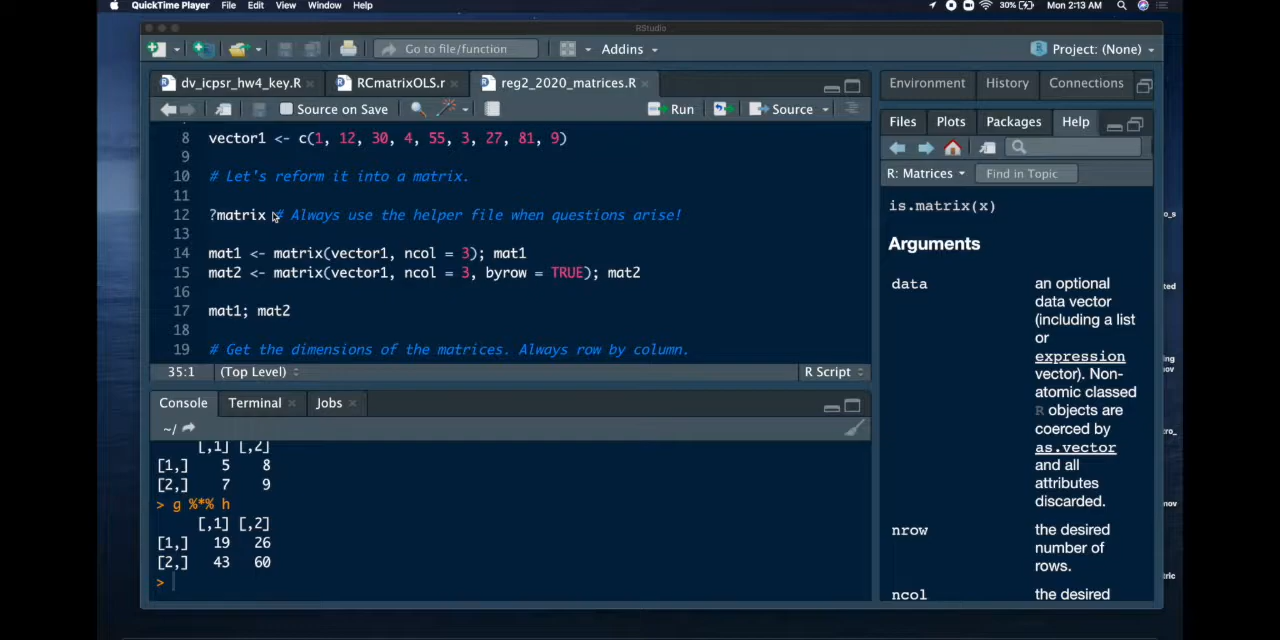 QuickTime Player File Edit View Window Help 30% Mon 2:13 AM
RStudio
Go to file/function Addins Project: (None)
dv_icpsr_hw4_key.R RCmatrixOLS.r reg2_2020_matrices.R
Source on Save Run Source
8 vector1 <- c(1, 12, 30, 4, 55, 3, 27, 81, 9)
9
10 # Let's reform it into a matrix.
11
12 ?matrix # Always use the helper file when questions arise!
13
14 mat1 <- matrix(vector1, ncol = 3); mat1
15 mat2 <- matrix(vector1, ncol = 3, byrow = TRUE); mat2
16
17 mat1; mat2
18
19 # Get the dimensions of the matrices. Always row by column.
35:1 (Top Level) R Script
Console Terminal Jobs
~/
[,1] [,2]
[1,] 5 8
[2,] 7 9
> g %*% h
[,1] [,2]
[1,] 19 26
[2,] 43 60
>
Environment History Connections
Files Plots Packages Help
R: Matrices Find in Topic
is.matrix(x)
Arguments
data an optional
data vector
(including a list
or
expression
vector). Non-
atomic classed
R objects are
coerced by
as.vector
and all
attributes
discarded.
nrow the desired
number of
rows.
ncol the desired